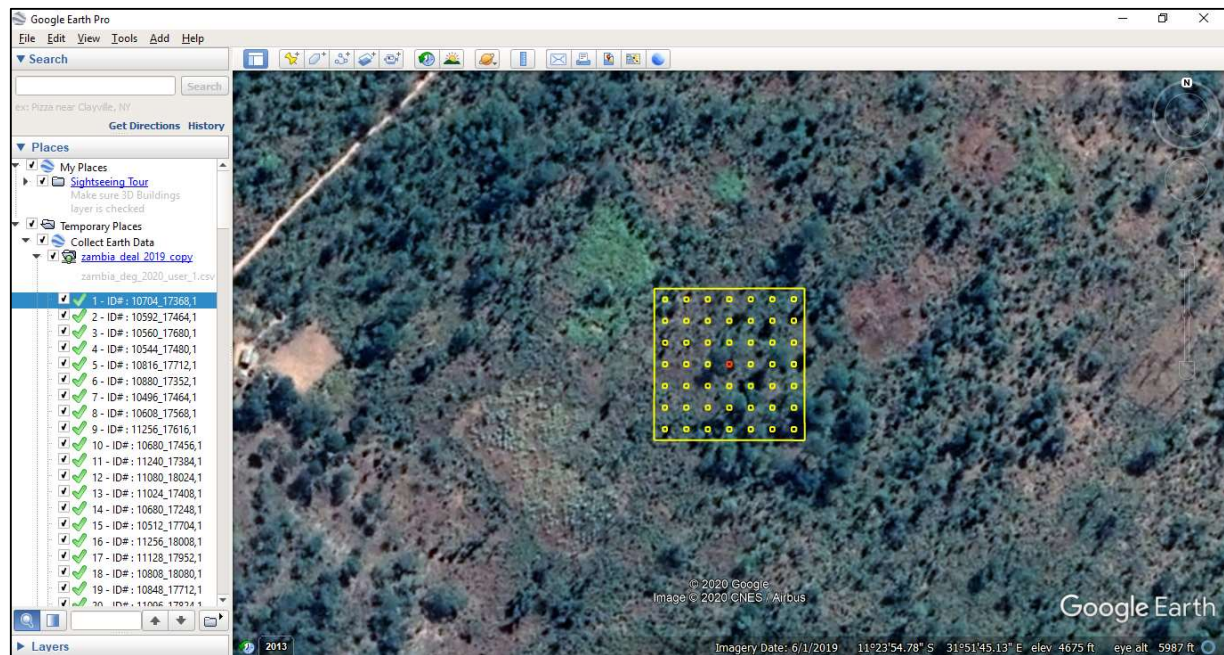 Google Earth Pro
File Edit View Tools Add Help
Search
Search
ex: Pizza near Clayville, NY
Get Directions History
Places
My Places
Sightseeing Tour
Make sure 3D Buildings
layer is checked
Temporary Places
Collect Earth Data
zambia_deal_2019_copy
zambia_deg_2020_user_1.csv
1 - ID# : 10704_17368,1
2 - ID# : 10592_17464,1
3 - ID# : 10560_17680,1
4 - ID# : 10544_17480,1
5 - ID# : 10816_17712,1
6 - ID# : 10880_17352,1
7 - ID# : 10496_17464,1
8 - ID# : 10608_17568,1
9 - ID# : 11256_17616,1
10 - ID# : 10680_17456,1
11 - ID# : 11240_17384,1
12 - ID# : 11080_18024,1
13 - ID# : 11024_17408,1
14 - ID# : 10680_17248,1
15 - ID# : 10512_17704,1
16 - ID# : 11256_18008,1
17 - ID# : 11128_17952,1
18 - ID# : 10808_18080,1
19 - ID# : 10848_17712,1
20 - ID# : 11096_17824,1
Layers
N
© 2020 Google
Image © 2020 CNES / Airbus
Google Earth
2013
Imagery Date: 6/1/2019 11°23'54.78" S 31°51'45.13" E elev 4675 ft eye alt 5987 ft